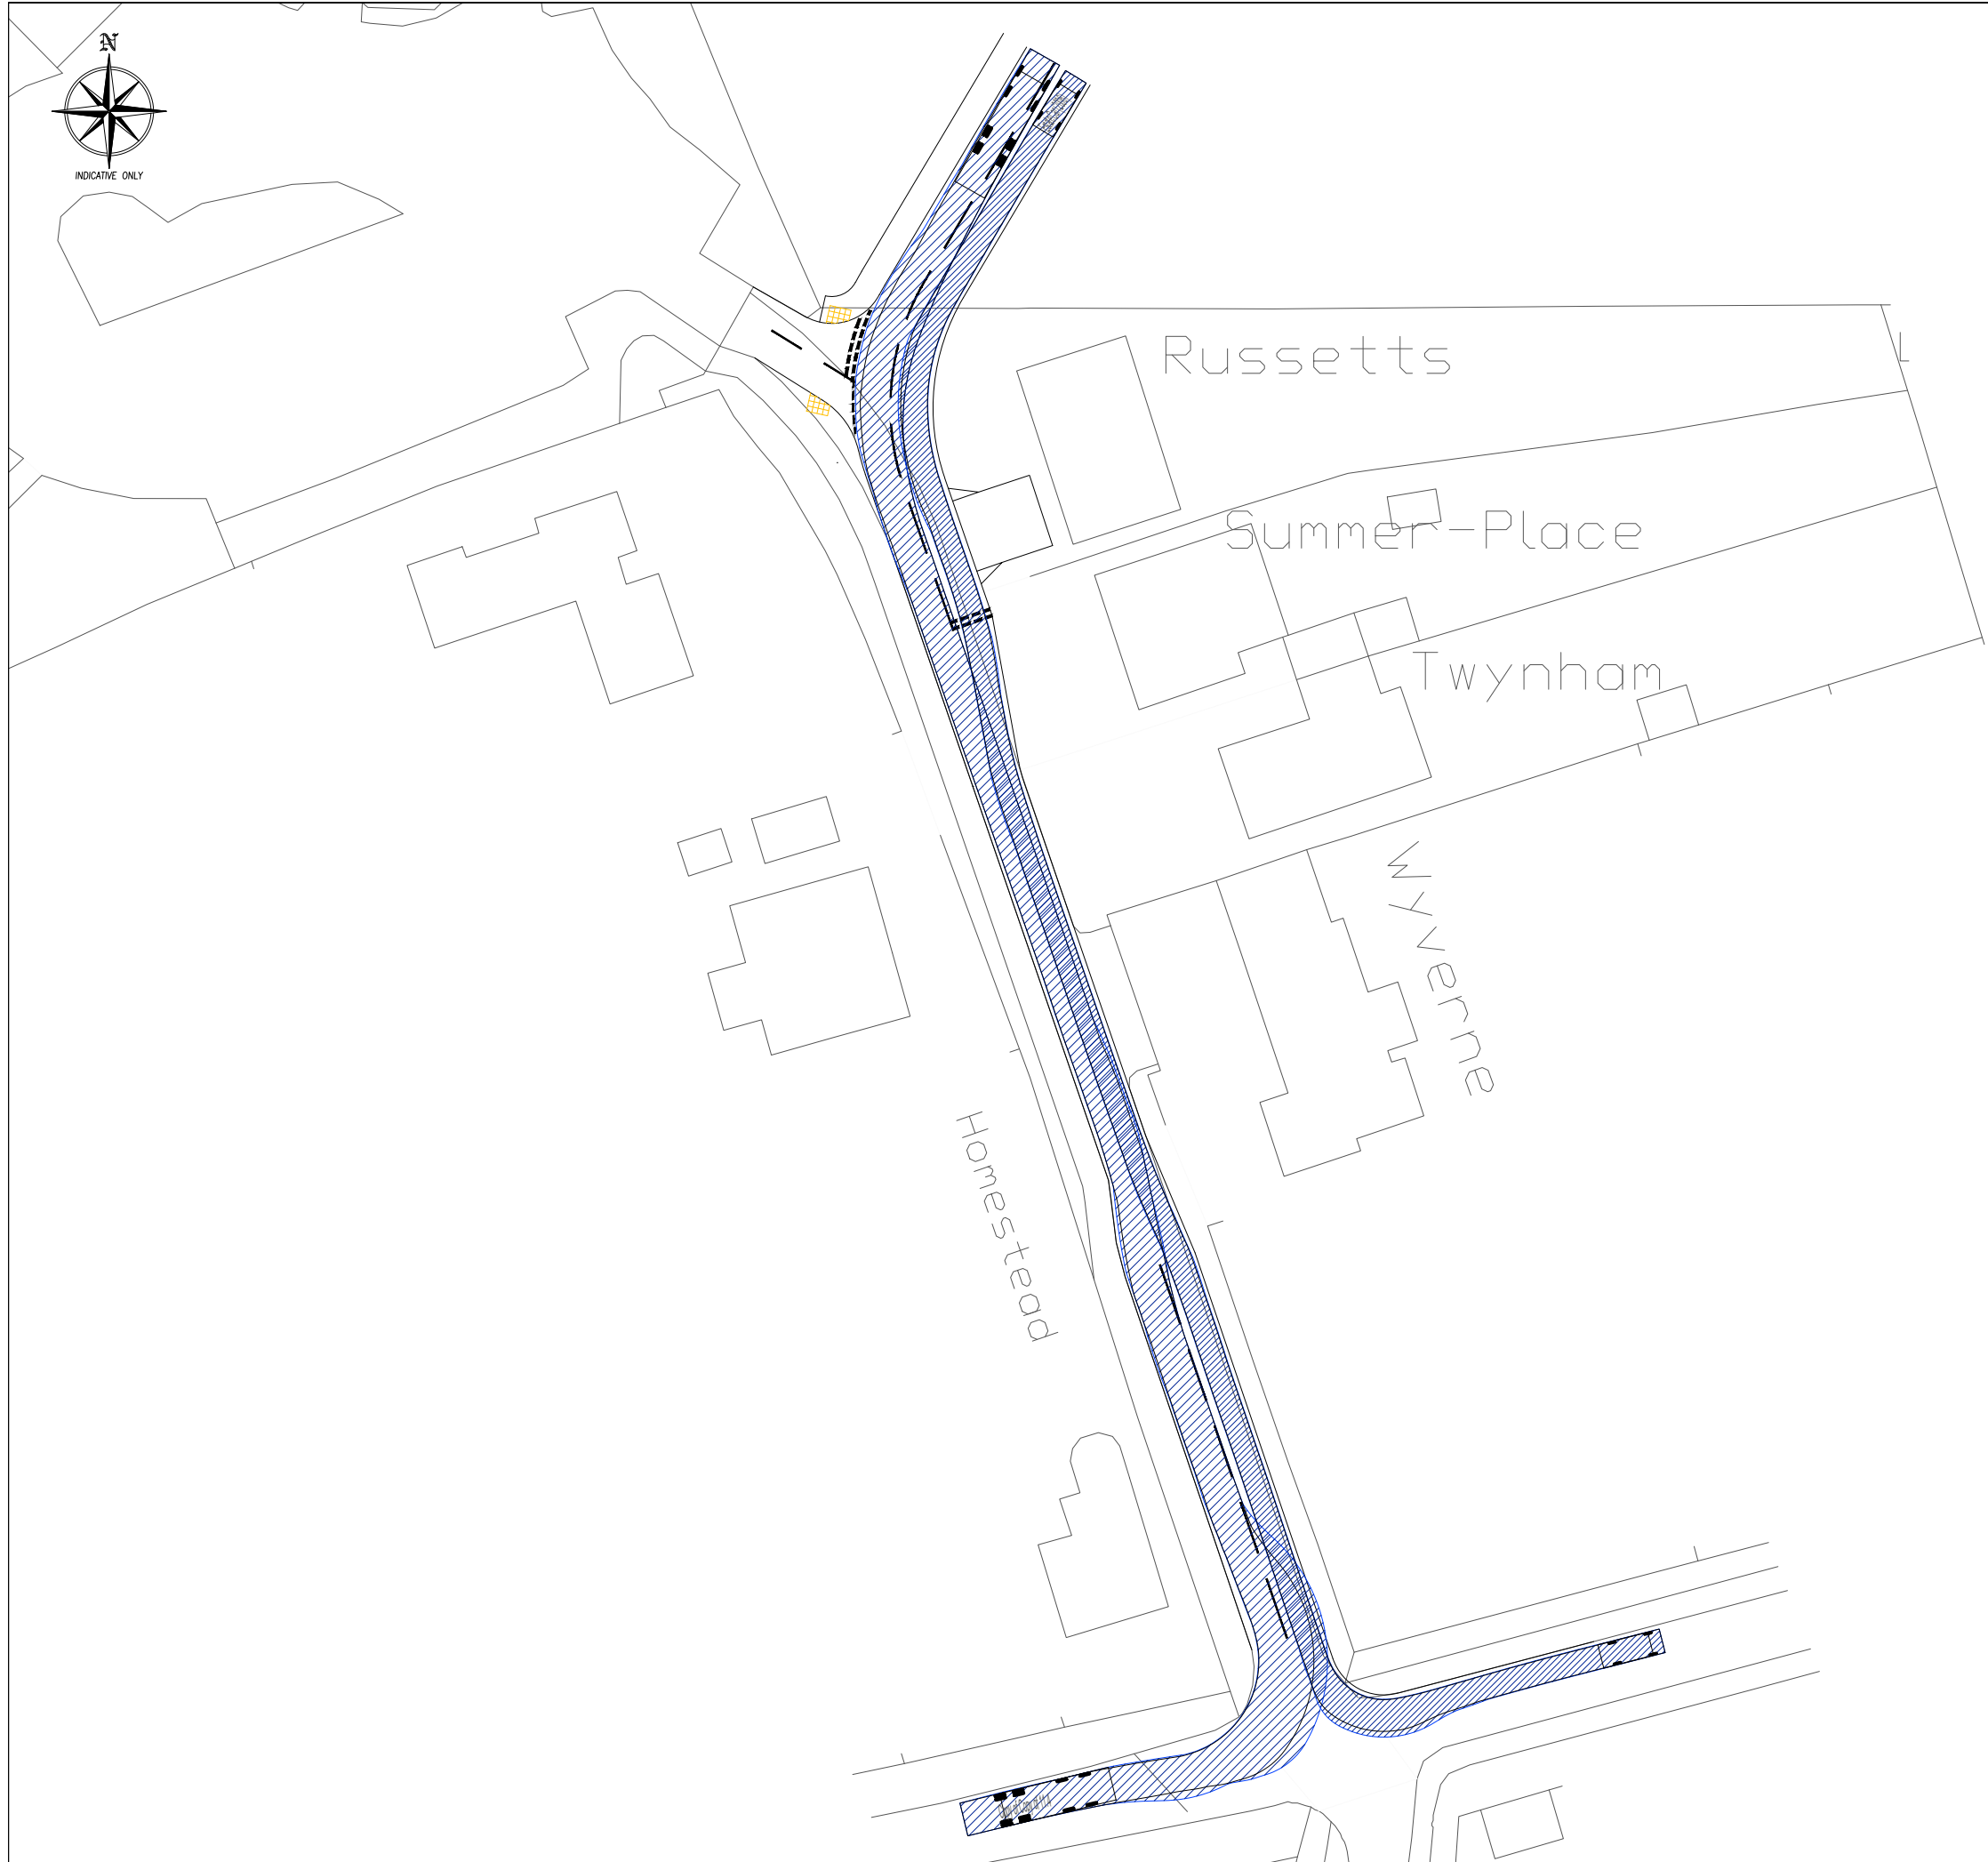 N
INDICATIVE ONLY
Russetts
Summer-Place
Twynham
Wyverne
Homestead